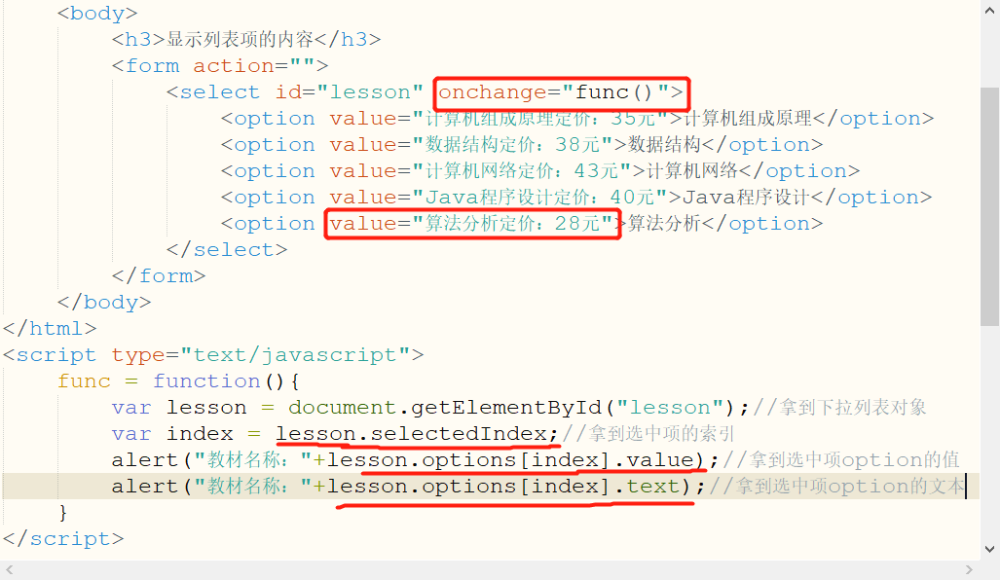 <body>
<h3>显示列表项的内容</h3>
<form action="">
<select id="lesson" onchange="func()">
<option value="计算机组成原理定价：35元">计算机组成原理</option>
<option value="数据结构定价：38元">数据结构</option>
<option value="计算机网络定价：43元">计算机网络</option>
<option value="Java程序设计定价：40元">Java程序设计</option>
<option value="算法分析定价：28元">算法分析</option>
</select>
</form>
</body>
</html>
<script type="text/javascript">
func = function(){
var lesson = document.getElementById("lesson");//拿到下拉列表对象
var index = lesson.selectedIndex;//拿到选中项的索引
alert("教材名称："+lesson.options[index].value);//拿到选中项option的值
alert("教材名称："+lesson.options[index].text);//拿到选中项option的文本
}
</script>